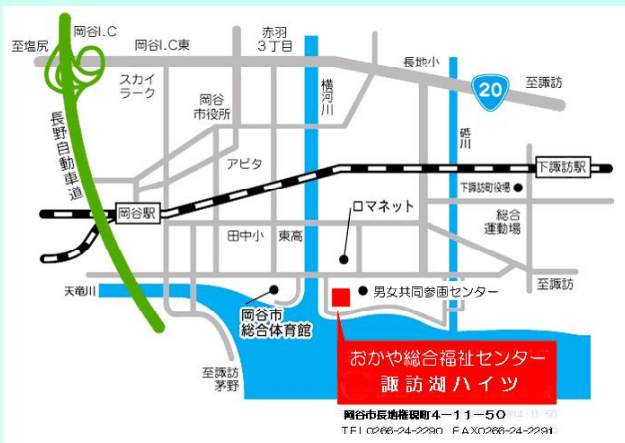 岡谷I.C
至塩尻
岡谷I.C東
赤羽
3丁目
長地小
20
至諏訪
スカイ
ラーク
岡谷
市役所
横河川
砥川
長野自動車道
アピタ
下諏訪駅
下諏訪町役場
岡谷駅
ロマネット
総合
運動場
田中小
東高
天竜川
男女共同参画センター
至諏訪
岡谷市
総合体育館
おかや総合福祉センター
諏訪湖ハイツ
至諏訪
茅野
岡谷市長地権現町4-11-50
TEL0266-24-2290 FAX0266-24-2291